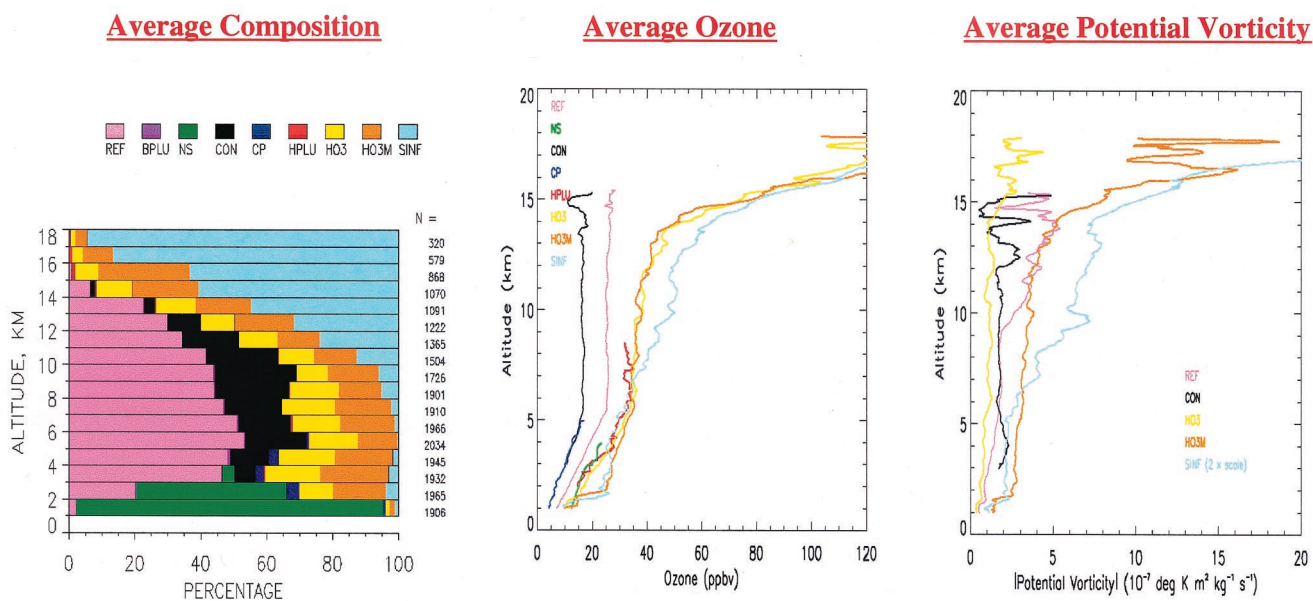 Average Composition
REF BPLU NS CON CP HPLU HO3 HO3M SINF
N =
18
16
14
12
10
8
6
4
2
0
ALTITUDE, KM
320
579
868
1070
1091
1222
1365
1504
1726
1901
1910
1966
2034
1945
1932
1965
1906
0 20 40 60 80 100
PERCENTAGE
Average Ozone
20
15
10
5
0
Altitude (km)
REF
NS
CON
CP
HPLU
HO3
HO3M
SINF
0 20 40 60 80 100 120
Ozone (ppbv)
Average Potential Vorticity
20
15
10
5
0
Altitude (km)
REF
CON
HO3
HO3M
SINF (2 x scale)
0 5 10 15 20
|Potential Vorticity| (10⁻⁷ deg K m² kg⁻¹ s⁻¹)